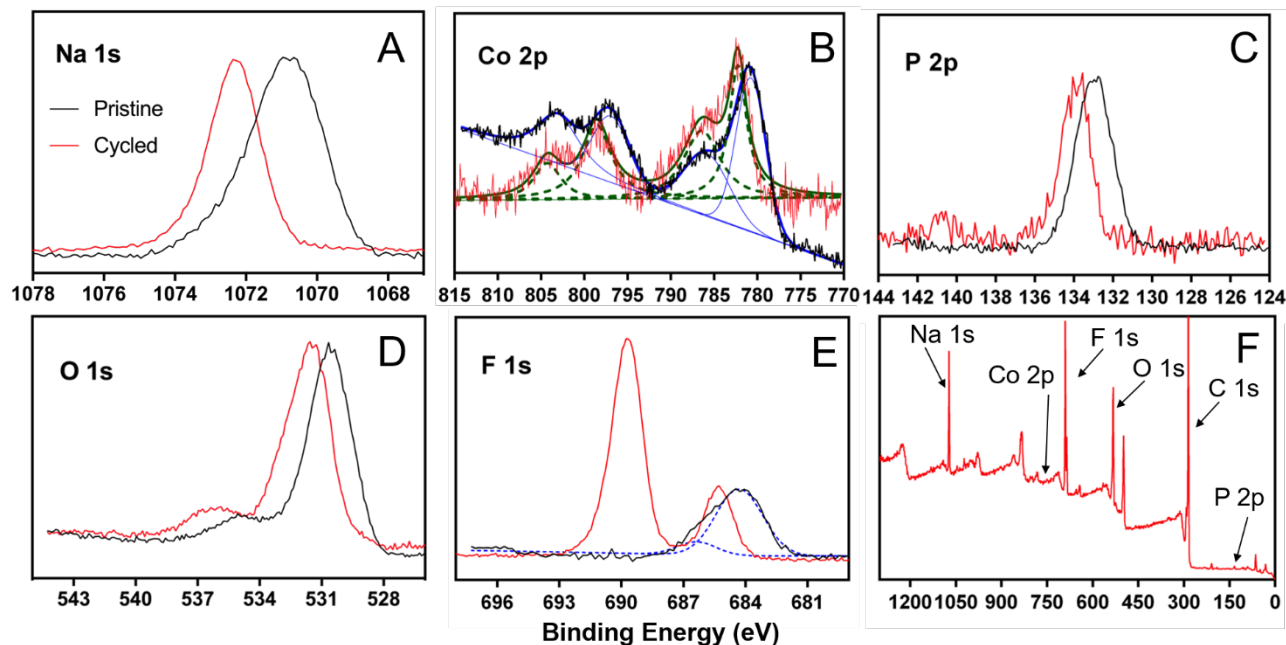 A
Na 1s
Pristine
Cycled
1078 1076 1074 1072 1070 1068
B
Co 2p
815 810 805 800 795 790 785 782 775 770
C
P 2p
144 142 140 138 136 134 132 130 128 126 124
D
O 1s
543 540 537 534 531 528
E
F 1s
696 693 690 687 684 681
F
Na 1s
Co 2p
F 1s
O 1s
C 1s
P 2p
1200 1050 900 750 600 450 300 150 0
Binding Energy (eV)